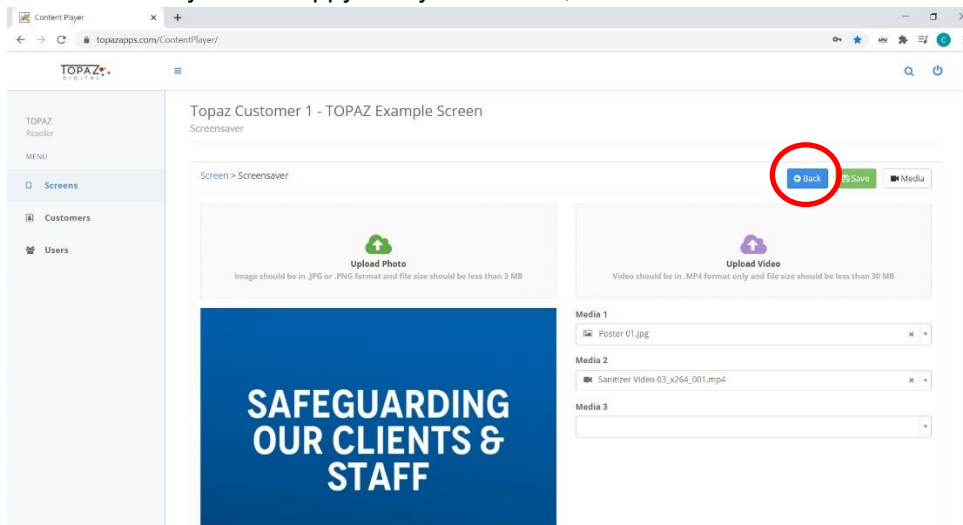 Content Player
topazapps.com/ContentPlayer/
TOPAZ
DIGITAL
TOPAZ
Reseller
MENU
Screens
Customers
Users
Topaz Customer 1 - TOPAZ Example Screen
Screensaver
Screen > Screensaver
Back
Save
Media
Upload Photo
Image should be in .JPG or .PNG format and file size should be less than 3 MB
Upload Video
Video should be in .MP4 format only and file size should be less than 30 MB
SAFEGUARDING
OUR CLIENTS &
STAFF
Media 1
Poster 01.jpg
Media 2
Sanitizer Video 03_x264_001.mp4
Media 3